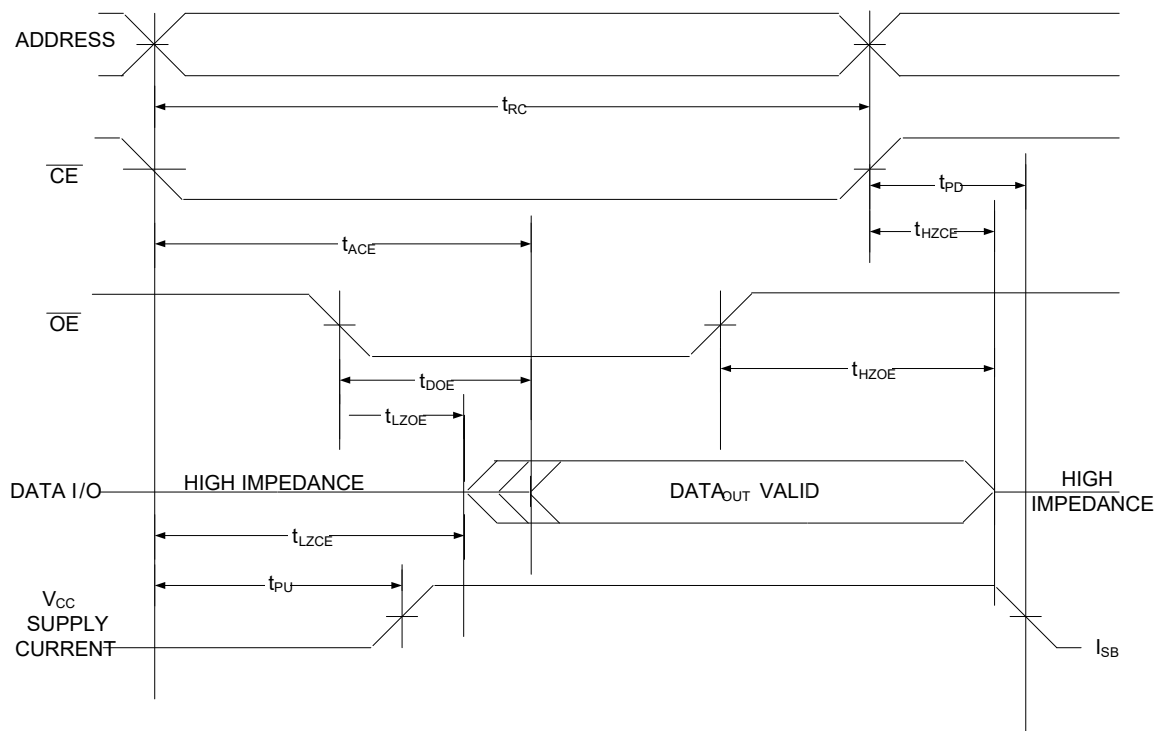 ADDRESS
tRC
CE
tPD
tHZCE
tACE
OE
tDOE
tHZOE
tLZOE
DATA I/O
HIGH IMPEDANCE
DATAOUT VALID
HIGH
IMPEDANCE
tLZCE
tPU
VCC
SUPPLY
CURRENT
ISB